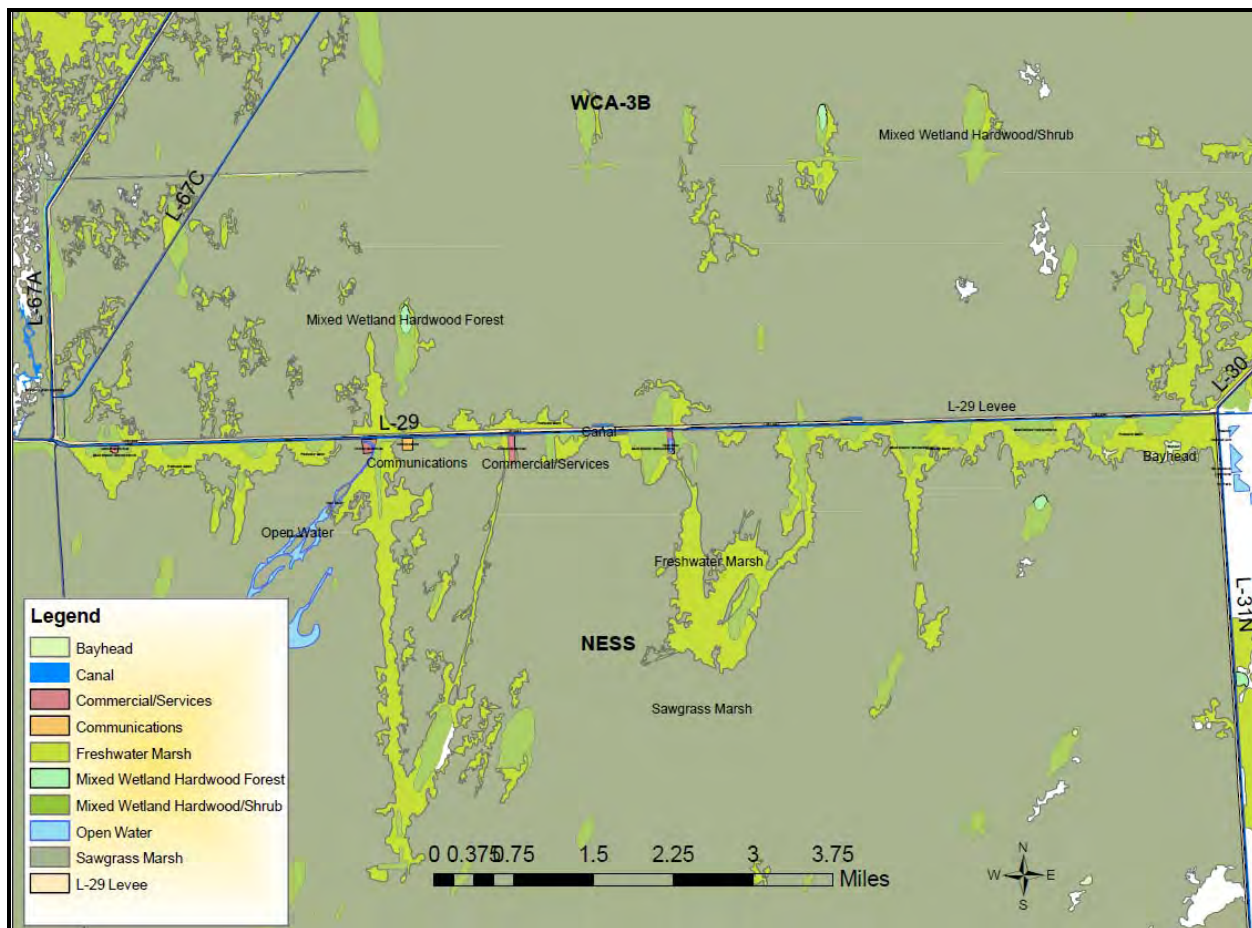 WCA-3B
Mixed Wetland Hardwood/Shrub
L-67C
L-67A
Mixed Wetland Hardwood Forest
L-30
L-29
L-29 Levee
Canal
Communications
Commercial/Services
Bayhead
Open Water
Freshwater Marsh
L-31N
NESS
Sawgrass Marsh
Legend
Bayhead
Canal
Commercial/Services
Communications
Freshwater Marsh
Mixed Wetland Hardwood Forest
Mixed Wetland Hardwood/Shrub
Open Water
Sawgrass Marsh
L-29 Levee
0 0.375 0.75 1.5 2.25 3 3.75
Miles
N
W E
S